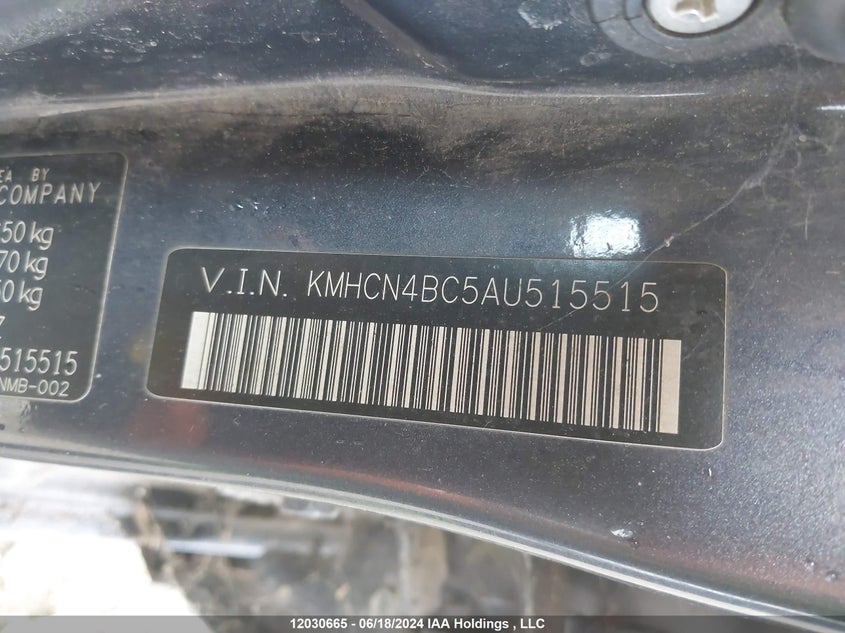 EA BY
COMPANY
50 kg
70 kg
50 kg
515515
NMB-002
V.I.N. KMHCN4BC5AU515515
12030665 - 06/18/2024 IAA Holdings , LLC